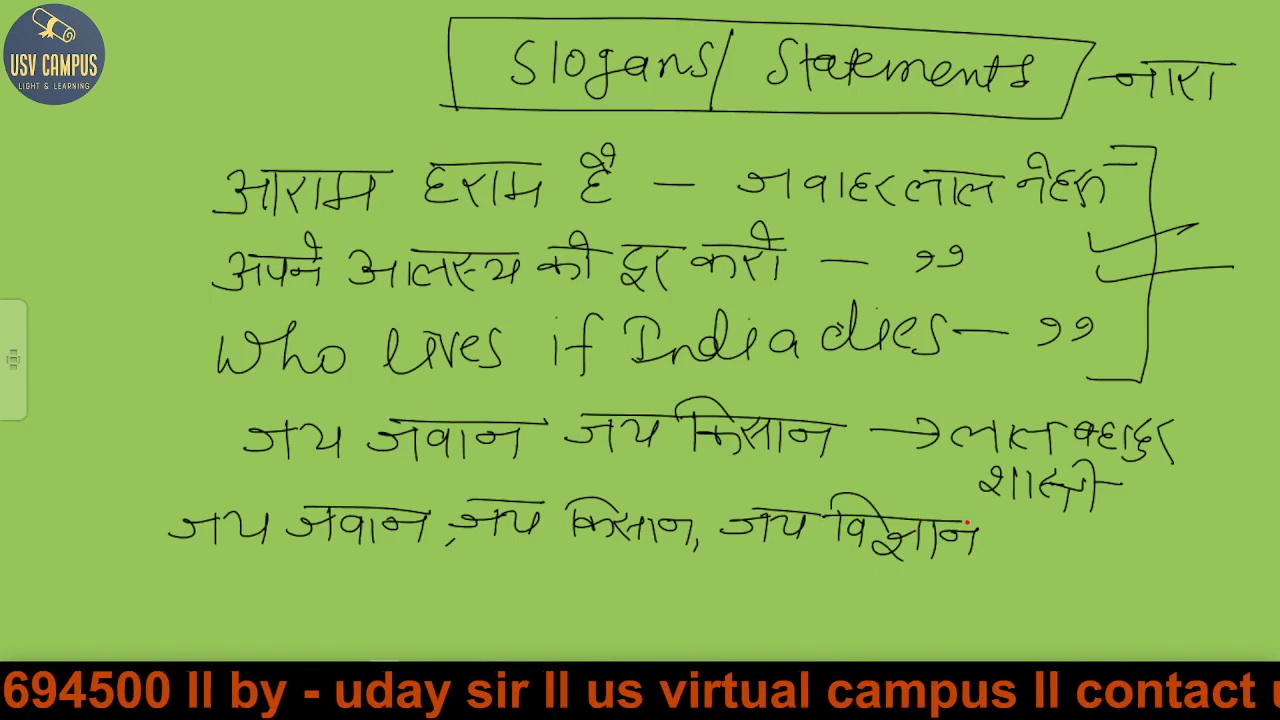 USV CAMPUS
LIGHT & LEARNING
Slogans/ Statements - नारा
आराम हराम है - जवाहरलाल नेहरू
अपने आलस्य को दूर करो - ,,
Who lives if India dies - ,,
जय जवान जय किसान → लाल बहादुर
शास्त्री
जय जवान, जय किसान, जय विज्ञान
694500 ll by - uday sir ll us virtual campus ll contact u